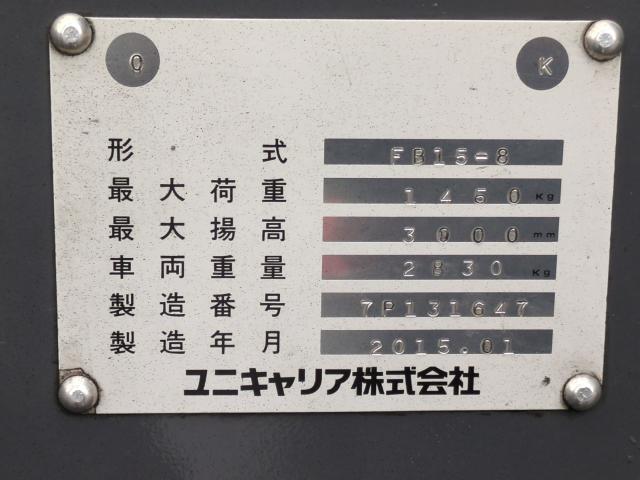 O K
形式 FB15-8
最大荷重 1450 Kg
最大揚高 3000 mm
車両重量 2830 Kg
製造番号 7P131647
製造年月 2015.01
ユニキャリア株式会社